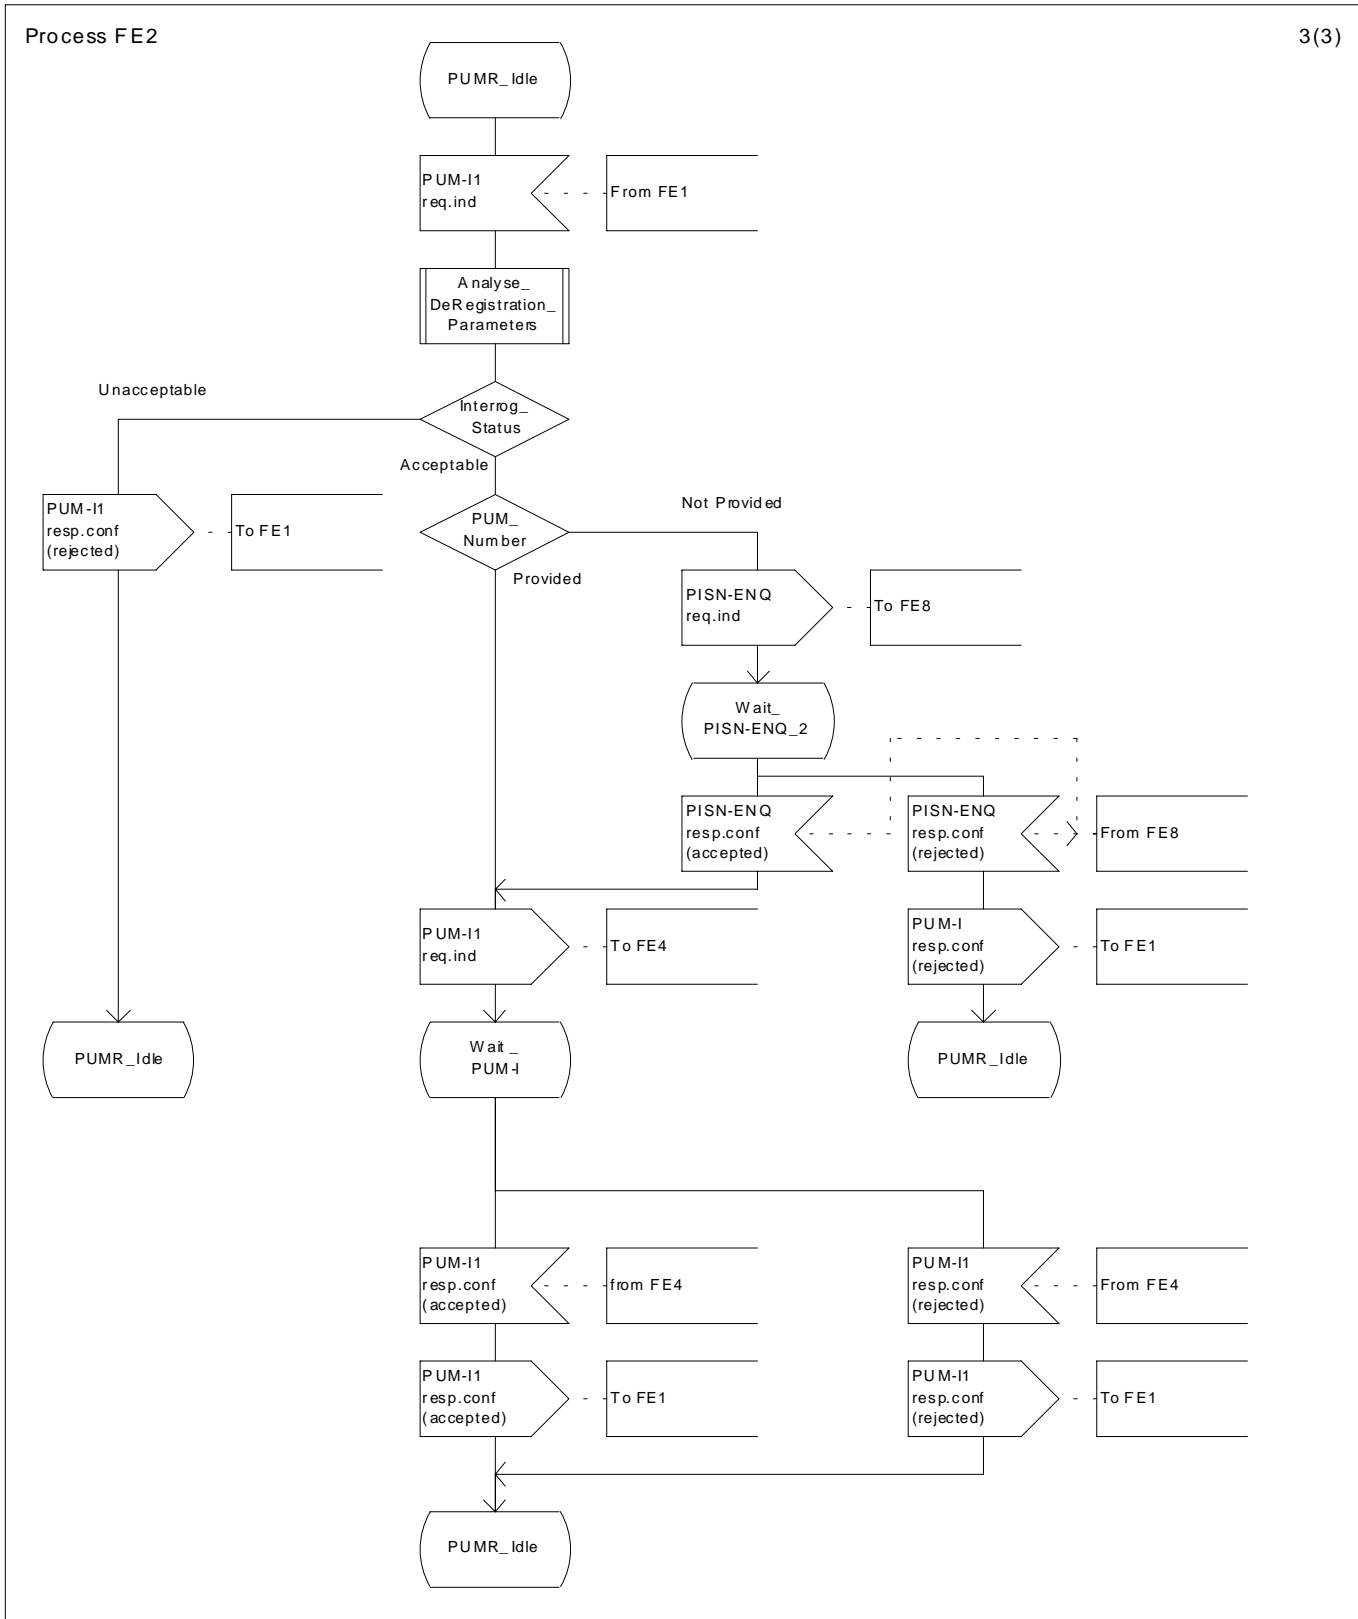 Process FE2
3(3)
PUMR_Idle
PUM-I1
req.ind
From FE1
Analyse_
DeRegistration_
Parameters
Unacceptable
Interrog_
Status
Acceptable
PUM-I1
resp.conf
(rejected)
To FE1
PUM_
Number
Not Provided
Provided
PISN-ENQ
req.ind
To FE8
Wait_
PISN-ENQ_2
PISN-ENQ
resp.conf
(accepted)
PISN-ENQ
resp.conf
(rejected)
From FE8
PUM-I1
req.ind
To FE4
PUM-I
resp.conf
(rejected)
To FE1
PUMR_Idle
Wait_
PUM-I
PUMR_Idle
PUM-I1
resp.conf
(accepted)
from FE4
PUM-I1
resp.conf
(rejected)
From FE4
PUM-I1
resp.conf
(accepted)
To FE1
PUM-I1
resp.conf
(rejected)
To FE1
PUMR_Idle